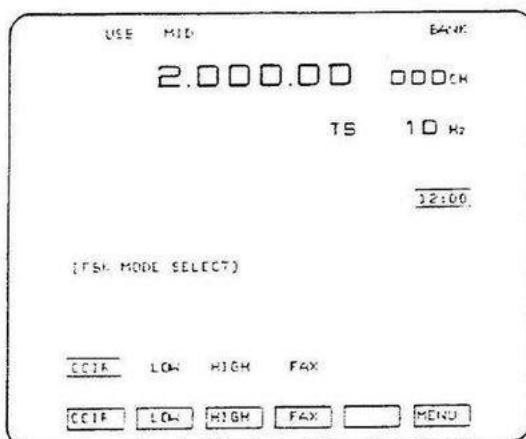 USB MID BANK
2.000.00 000CH
TS 10 Hz
12:00
[FSK MODE SELECT]
CCIR LOW HIGH FAX
CCIR LOW HIGH FAX MENU